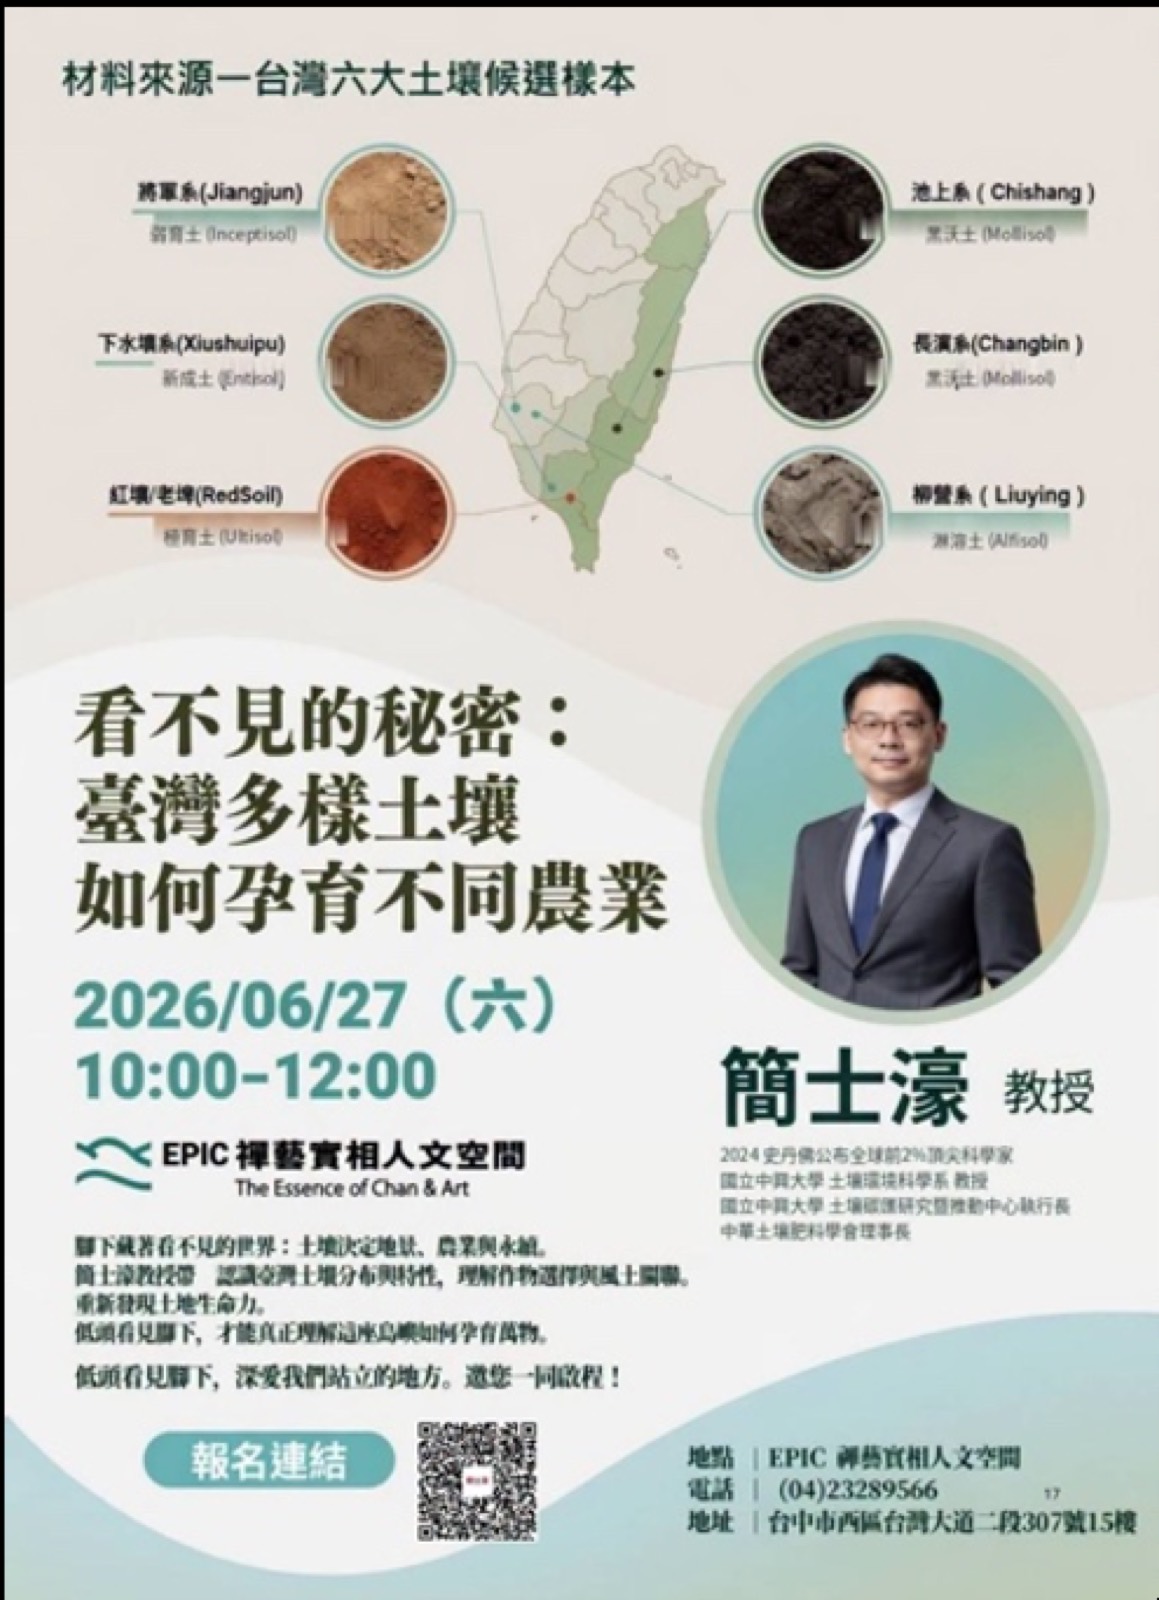 材料來源—台灣六大土壤候選樣本
將軍系(Jiangjun)
弱育土 (Inceptisol)
下水埔系(Xiushuipu)
新成土 (Entisol)
紅壤/老埤(RedSoil)
極育土 (Ultisol)
池上系 ( Chishang )
黑沃土 (Mollisol)
長濱系(Changbin )
黑沃土 (Mollisol)
柳營系 ( Liuying )
淋溶土 (Alfisol)
看不見的秘密：
臺灣多樣土壤
如何孕育不同農業
2026/06/27（六）
10:00-12:00
EPIC 禪藝實相人文空間
The Essence of Chan & Art
簡士濠 教授
2024 史丹佛公布全球前2%頂尖科學家
國立中興大學 土壤環境科學系 教授
國立中興大學 土壤碳匯研究暨推動中心執行長
中華土壤肥料學會理事長
腳下藏著看不見的世界：土壤決定地景、農業與永續。
簡士濠教授帶 認識臺灣土壤分布與特性，理解作物選擇與風土關聯。
重新發現土地生命力。
低頭看見腳下，才能真正理解這座島嶼如何孕育萬物。
低頭看見腳下，深愛我們站立的地方。邀您一同啟程！
報名連結
地點 | EPIC 禪藝實相人文空間
電話 | (04)23289566
17
地址 | 台中市西區台灣大道二段307號15樓